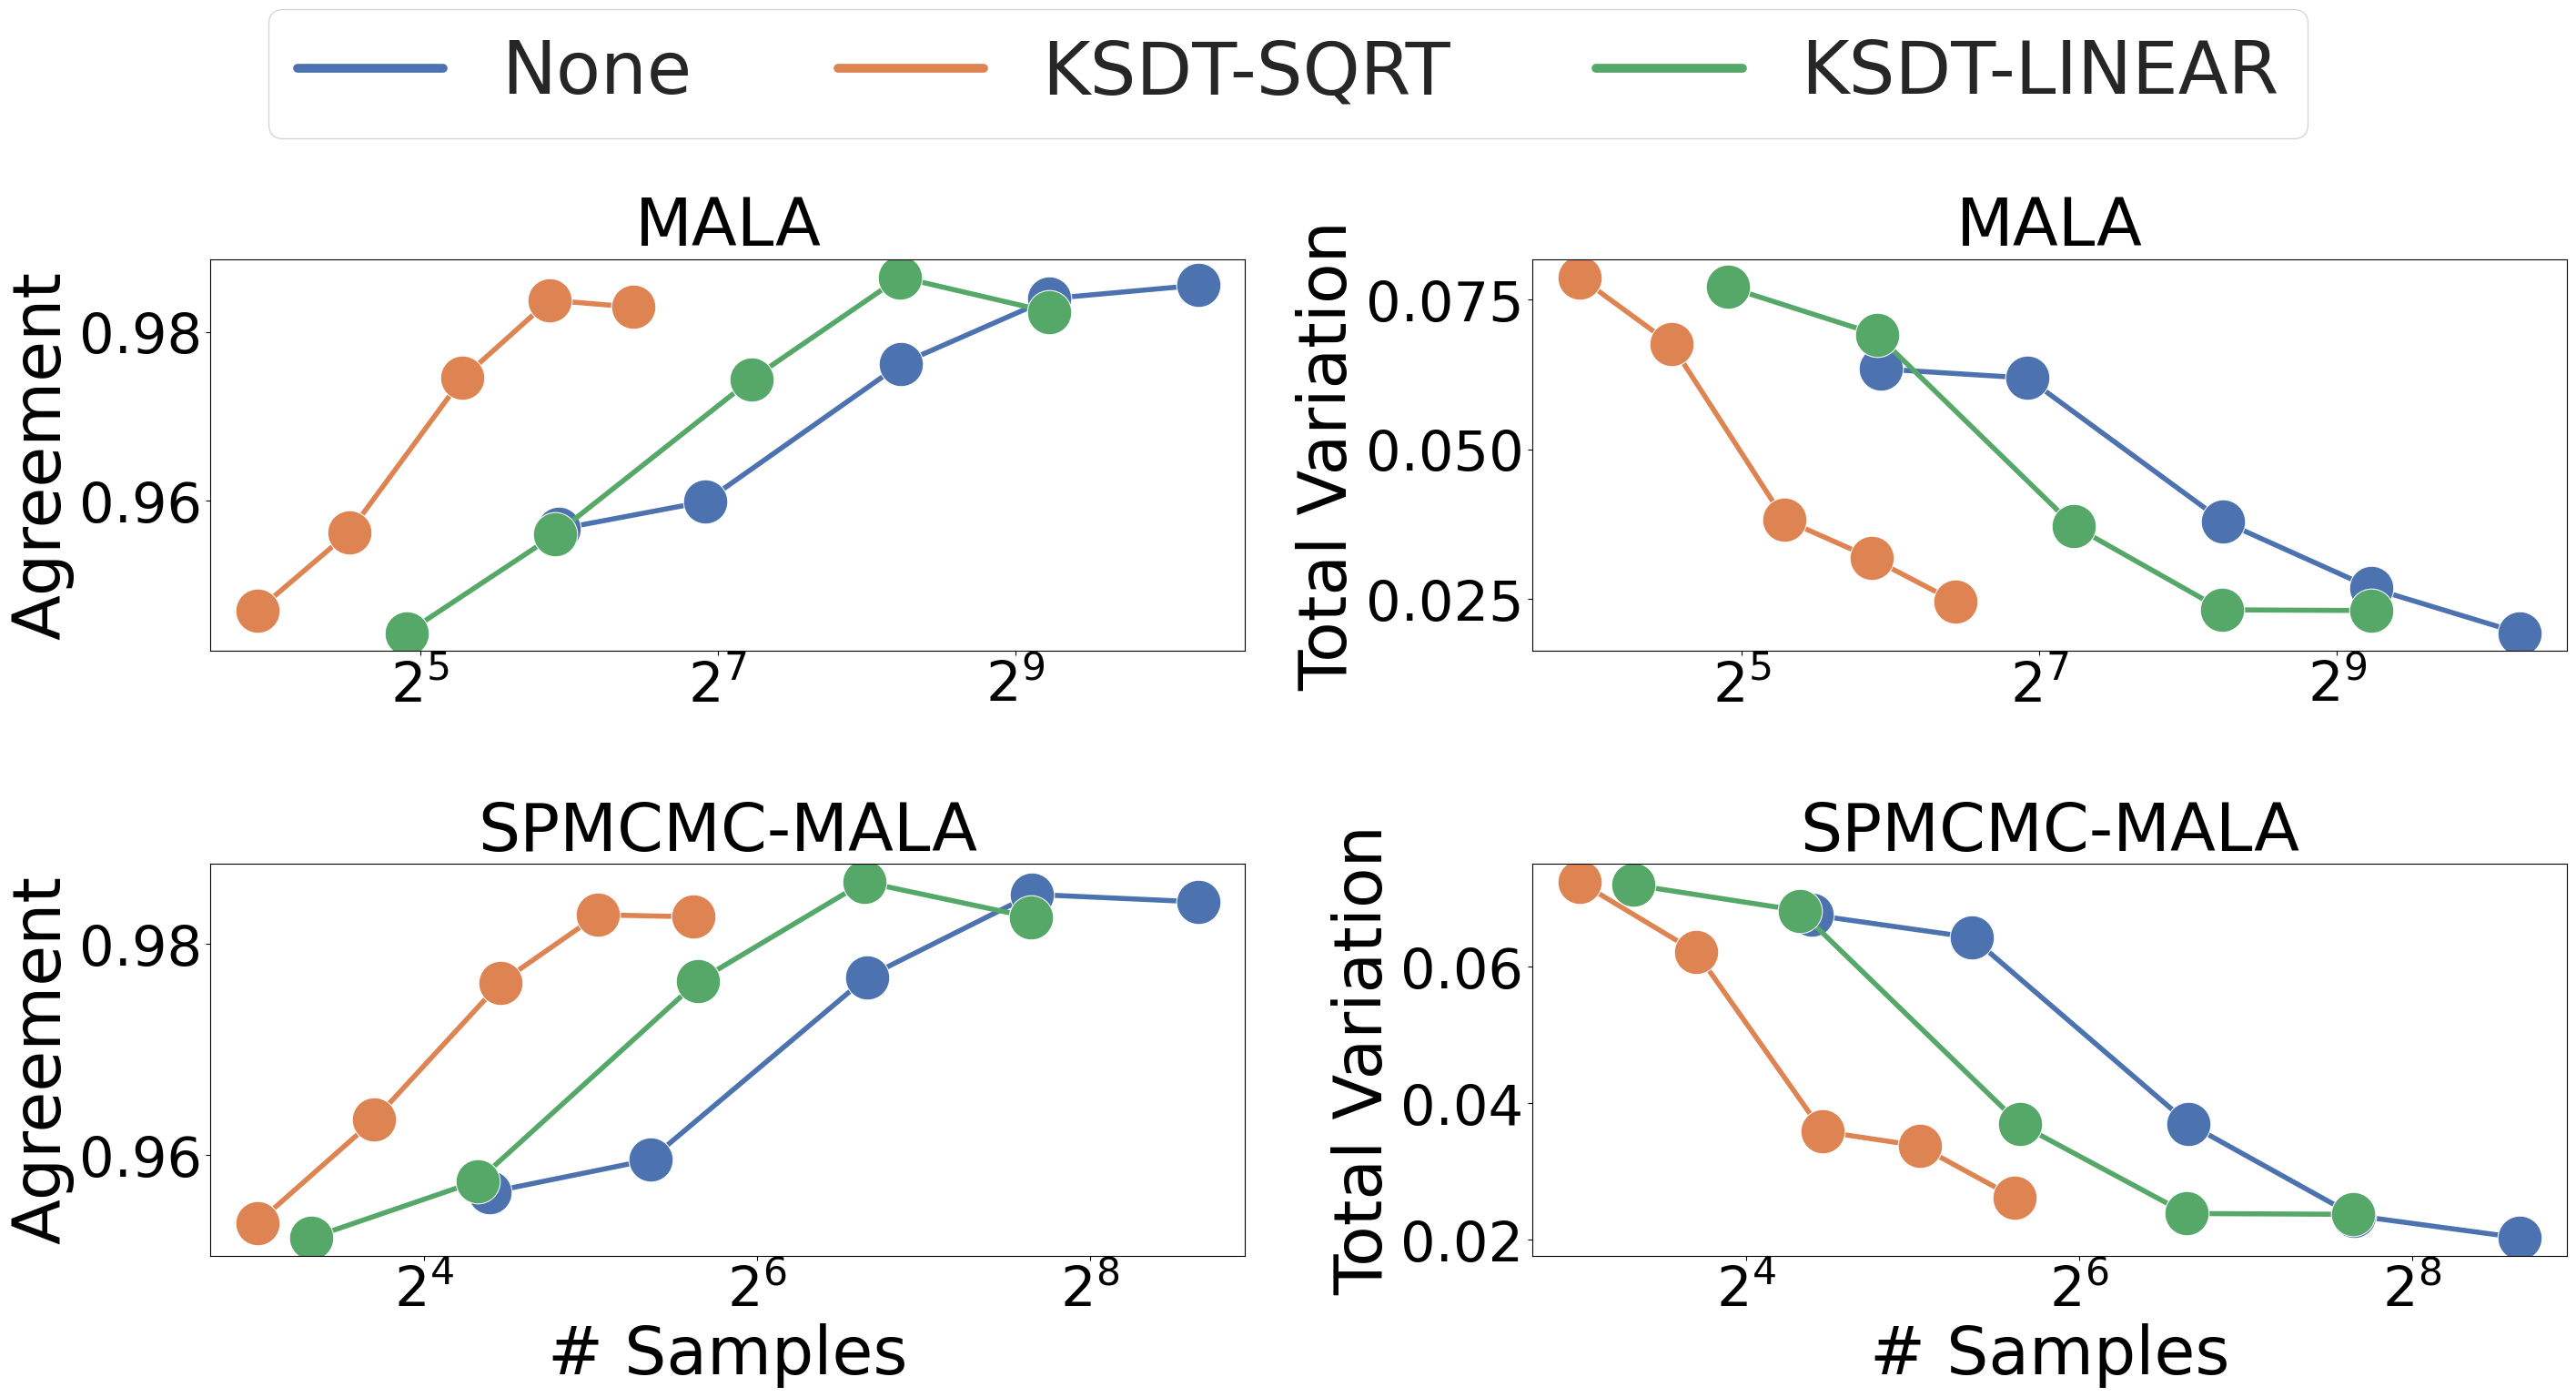 None KSDT-SQRT KSDT-LINEAR
MALA
Agreement
0.98
0.96
2^5 2^7 2^9
MALA
Total Variation
0.075
0.050
0.025
2^5 2^7 2^9
SPMCMC-MALA
Agreement
0.98
0.96
2^4 2^6 2^8
# Samples
SPMCMC-MALA
Total Variation
0.06
0.04
0.02
2^4 2^6 2^8
# Samples